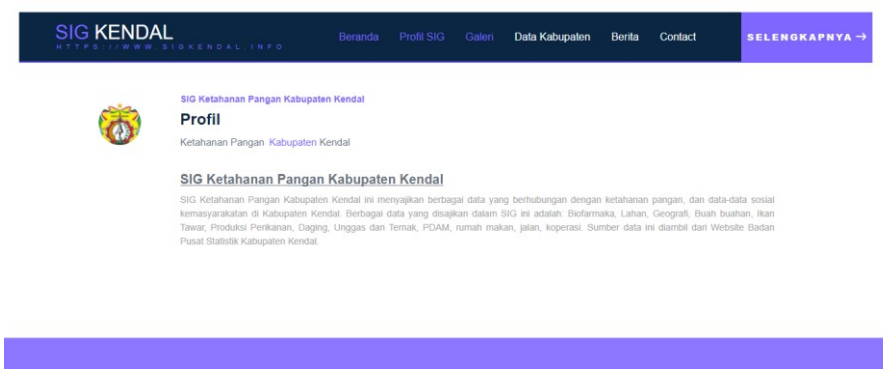 SIG KENDAL
HTTPS://WWW.SIGKENDAL.INFO
Beranda Profil SIG Galeri Data Kabupaten Berita Contact SELENGKAPNYA →
SIG Ketahanan Pangan Kabupaten Kendal
Profil
Ketahanan Pangan Kabupaten Kendal
SIG Ketahanan Pangan Kabupaten Kendal
SIG Ketahanan Pangan Kabupaten Kendal ini menyajikan berbagai data yang berhubungan dengan ketahanan pangan, dan data-data sosial
kemasyarakatan di Kabupaten Kendal. Berbagai data yang disajikan dalam SIG ini adalah: Biofarmaka, Lahan, Geografi, Buah buahan, Ikan
Tawar, Produksi Perikanan, Daging, Unggas dan Ternak, PDAM, rumah makan, jalan, koperasi. Sumber data ini diambil dari Website Badan
Pusat Statistik Kabupaten Kendal.